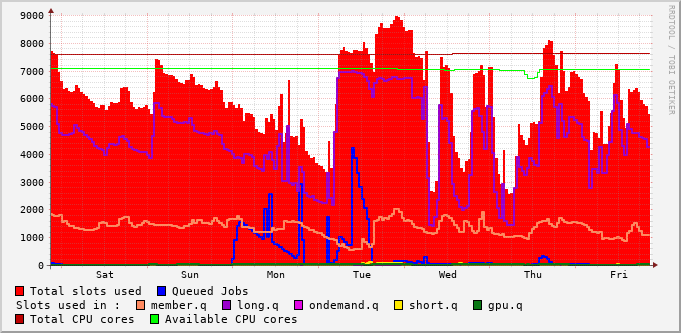 9000
8000
7000
6000
5000
4000
3000
2000
1000
0
Sat Sun Mon Tue Wed Thu Fri
RRDTOOL / TOBI OETIKER
Total slots used Queued Jobs
Slots used in : member.q long.q ondemand.q short.q gpu.q
Total CPU cores Available CPU cores